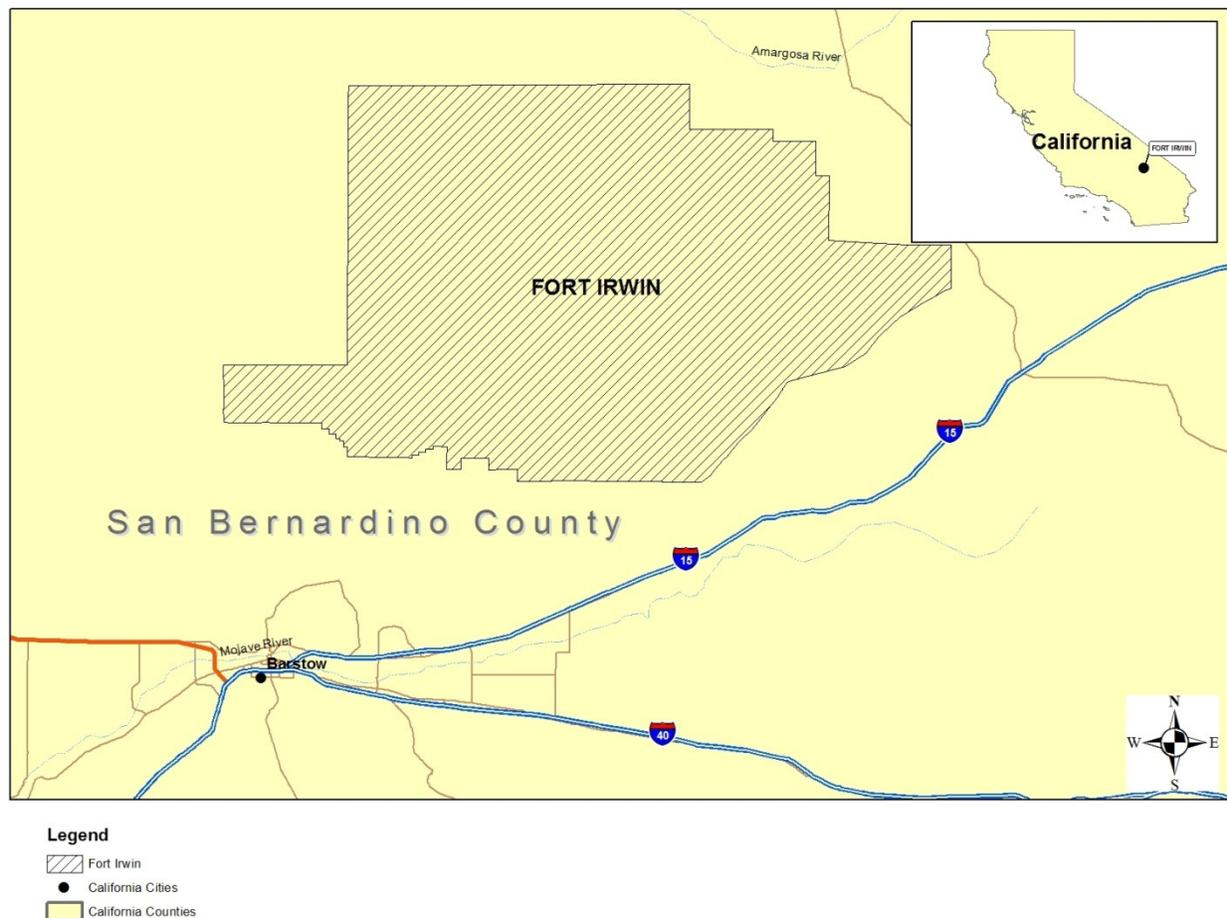 Amargosa River
California
FORT IRWIN
FORT IRWIN
15
San Bernardino County
15
Mojave River
Barstow
40
N
W E
S
Legend
Fort Irwin
California Cities
California Counties